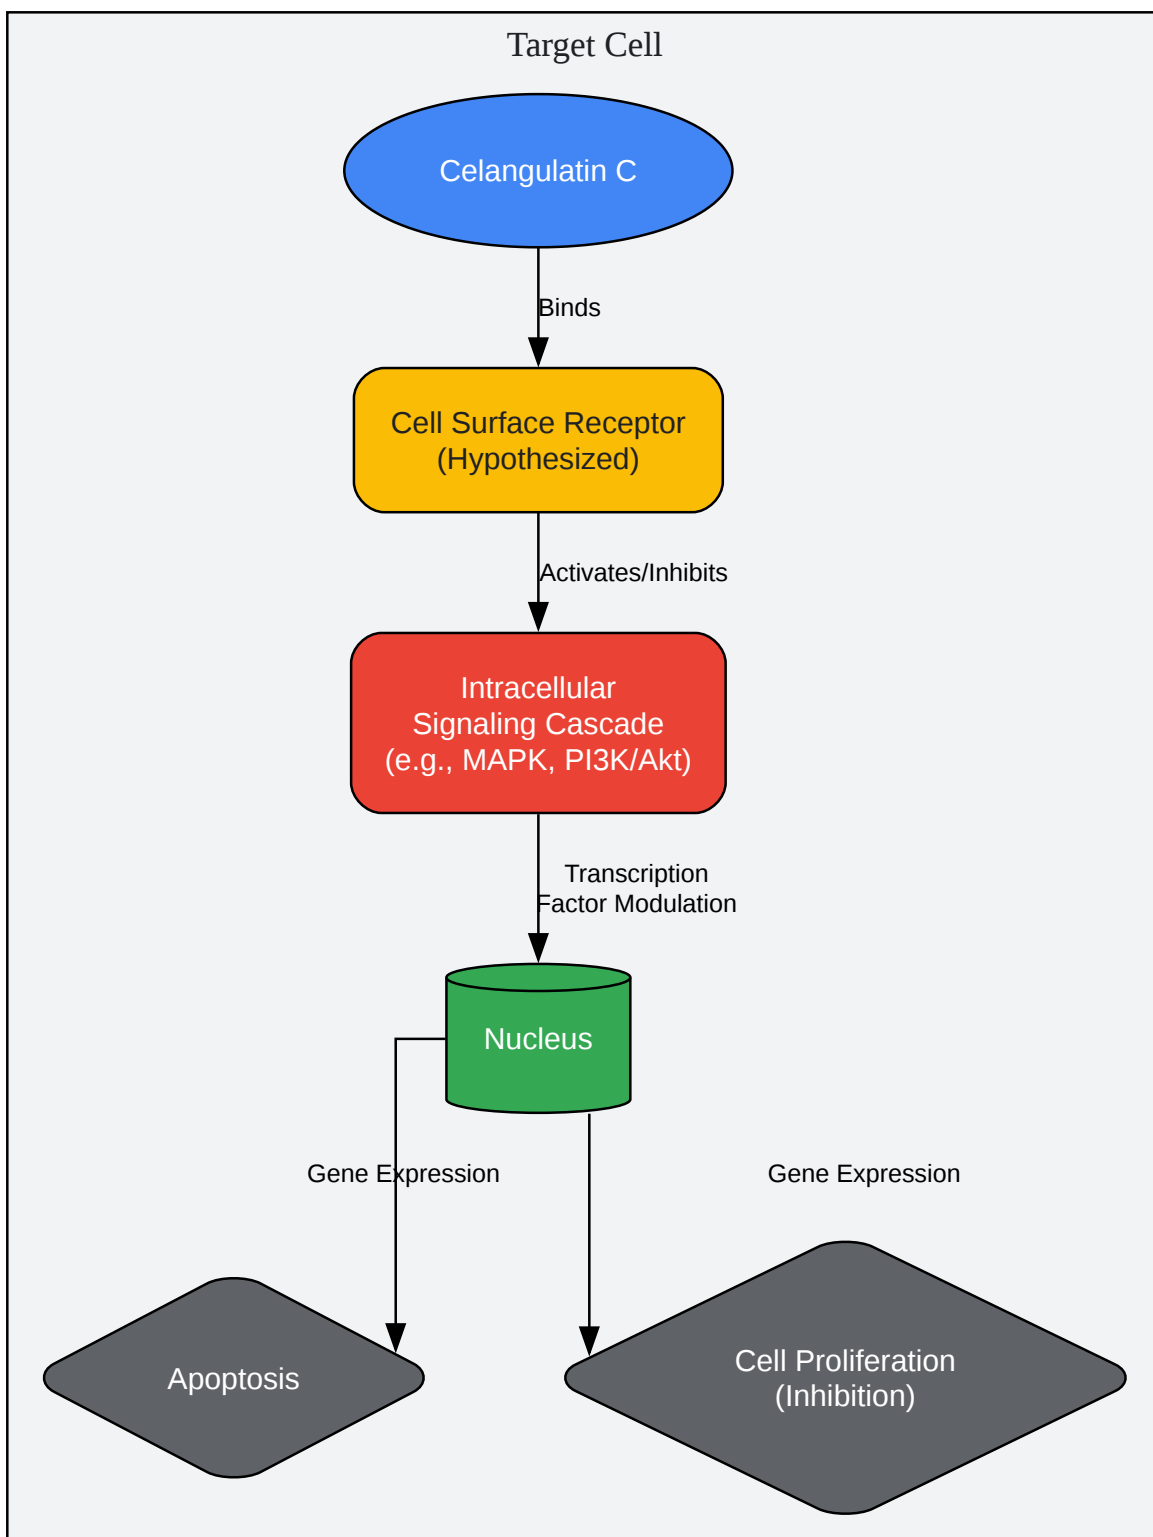 Target Cell
Celangulatin C
Binds
Cell Surface Receptor
(Hypothesized)
Activates/Inhibits
Intracellular
Signaling Cascade
(e.g., MAPK, PI3K/Akt)
Transcription
Factor Modulation
Nucleus
Gene Expression
Gene Expression
Apoptosis
Cell Proliferation
(Inhibition)